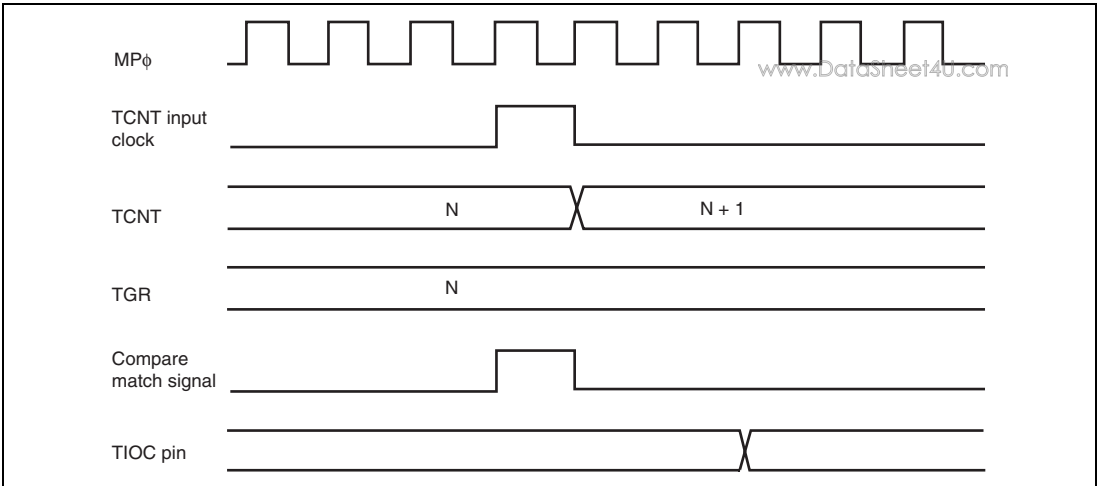 MPϕ
www.DataSheet4U.com
TCNT input
clock
TCNT
N
N + 1
TGR
N
Compare
match signal
TIOC pin